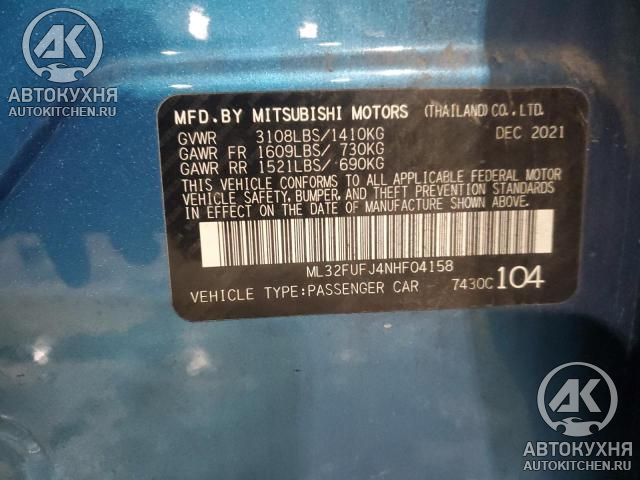 AK
АВТОКУХНЯ
AUTOKITCHEN.RU
MFD.BY MITSUBISHI MOTORS (THAILAND)CO.,LTD.
GVWR 3108LBS/1410KG DEC 2021
GAWR FR 1609LBS/ 730KG
GAWR RR 1521LBS/ 690KG
THIS VEHICLE CONFORMS TO ALL APPLICABLE FEDERAL MOTOR
VEHICLE SAFETY, BUMPER, AND THEFT PREVENTION STANDARDS
IN EFFECT ON THE DATE OF MANUFACTURE SHOWN ABOVE.
ML32FUFJ4NHF04158
VEHICLE TYPE:PASSENGER CAR 7430C 104
AK
АВТОКУХНЯ
AUTOKITCHEN.RU